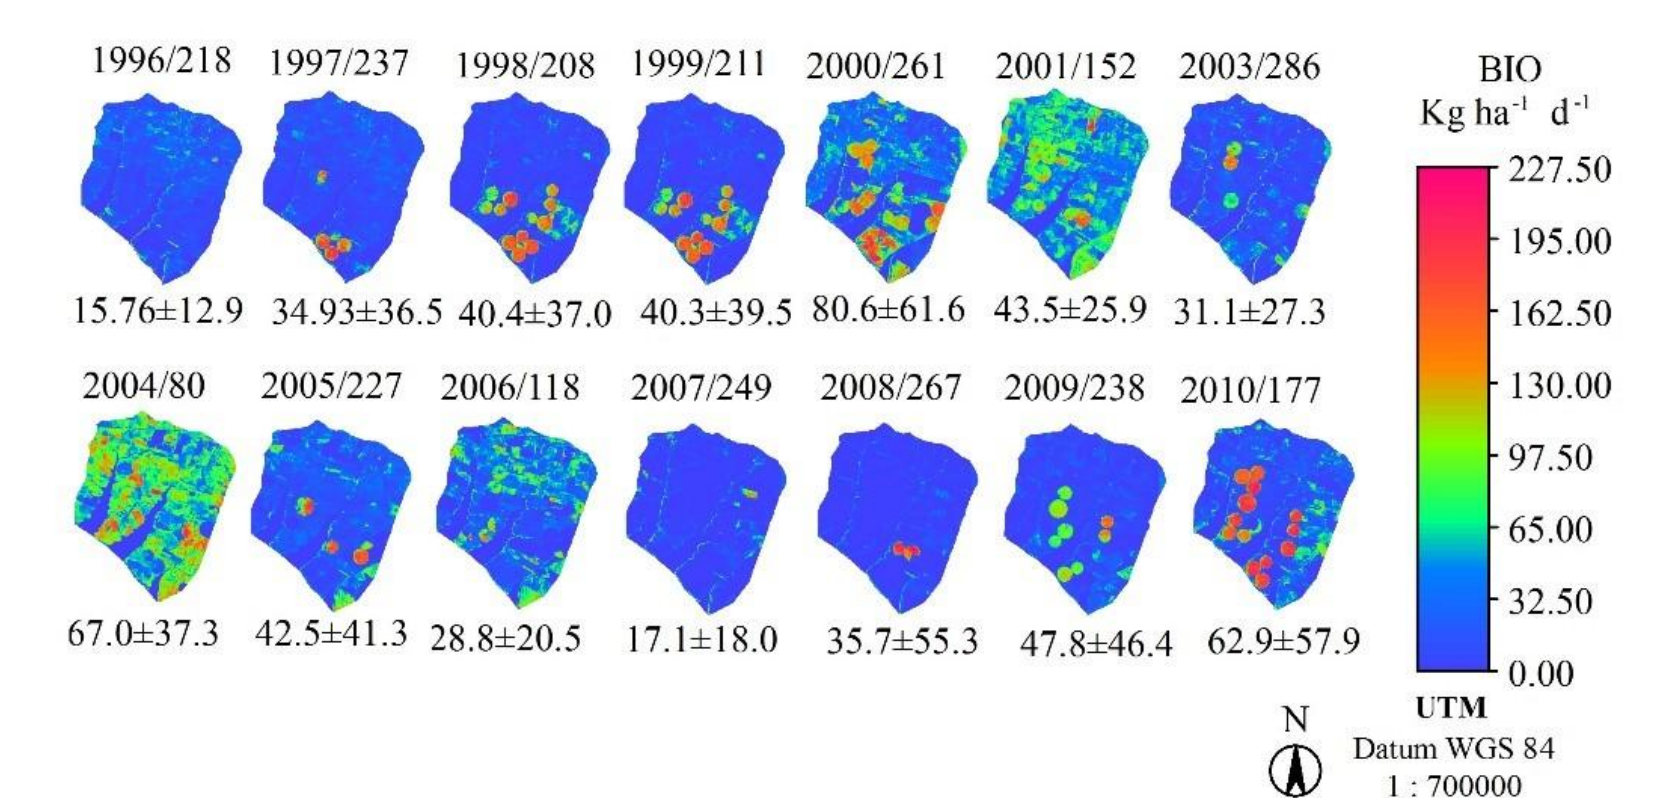 1996/218 1997/237 1998/208 1999/211 2000/261 2001/152 2003/286
15.76±12.9 34.93±36.5 40.4±37.0 40.3±39.5 80.6±61.6 43.5±25.9 31.1±27.3
2004/80 2005/227 2006/118 2007/249 2008/267 2009/238 2010/177
67.0±37.3 42.5±41.3 28.8±20.5 17.1±18.0 35.7±55.3 47.8±46.4 62.9±57.9
BIO
Kg ha⁻¹ d⁻¹
227.50
195.00
162.50
130.00
97.50
65.00
32.50
0.00
UTM
N
Datum WGS 84
1 : 700000